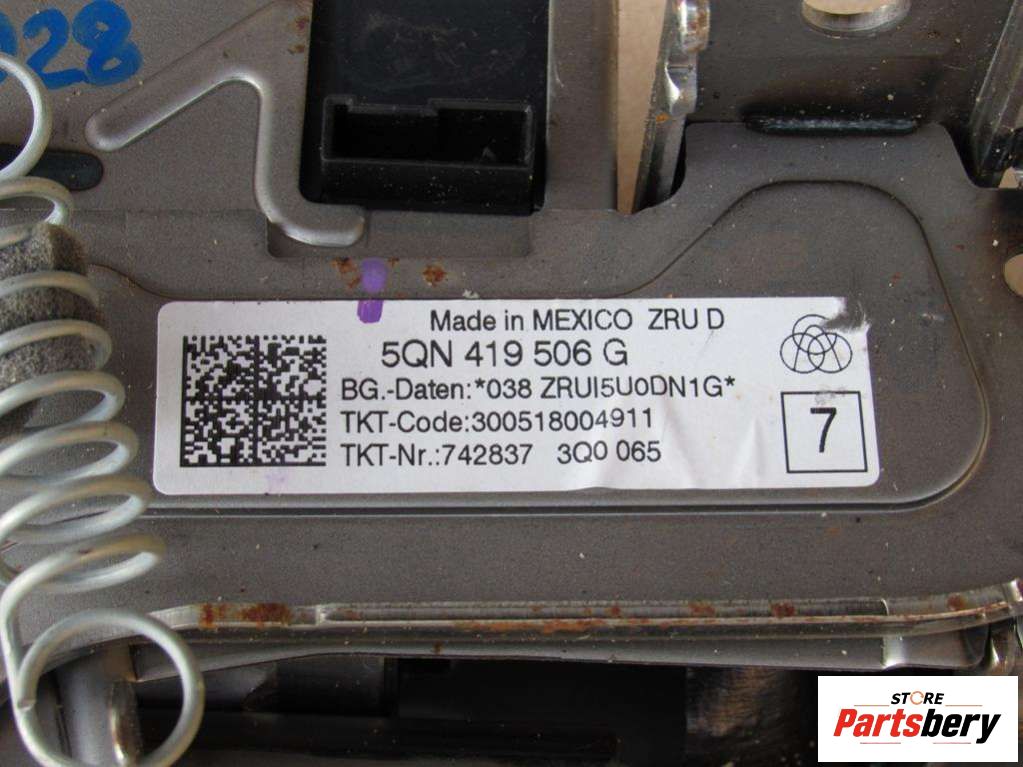 028
Made in MEXICO ZRU D
5QN 419 506 G
BG.-Daten:*038 ZRUI5U0DN1G*
TKT-Code:300518004911
TKT-Nr.:742837 3Q0 065
7
STORE
Partsbery